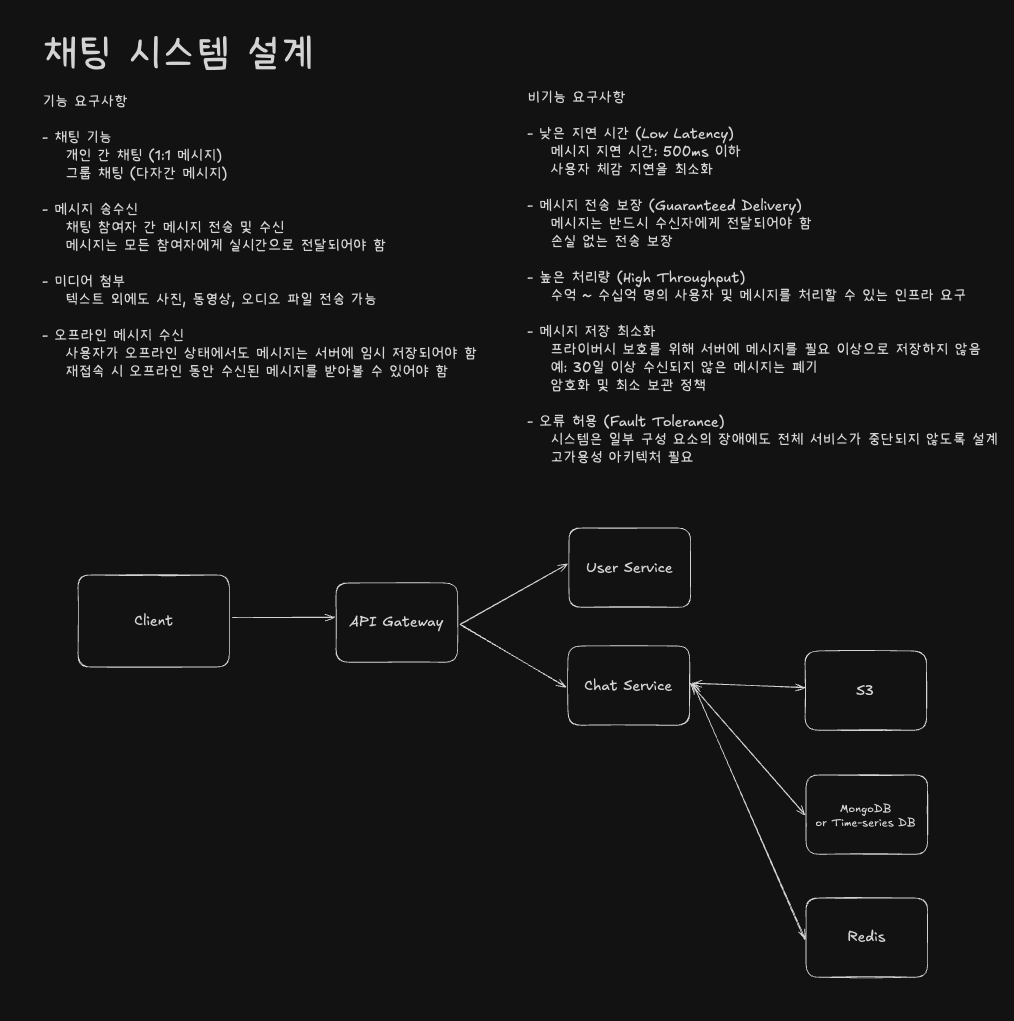 채팅 시스템 설계
기능 요구사항
- 채팅 기능
개인 간 채팅 (1:1 메시지)
그룹 채팅 (다자간 메시지)
- 메시지 송수신
채팅 참여자 간 메시지 전송 및 수신
메시지는 모든 참여자에게 실시간으로 전달되어야 함
- 미디어 첨부
텍스트 외에도 사진, 동영상, 오디오 파일 전송 가능
- 오프라인 메시지 수신
사용자가 오프라인 상태에서도 메시지는 서버에 임시 저장되어야 함
재접속 시 오프라인 동안 수신된 메시지를 받아볼 수 있어야 함
비기능 요구사항
- 낮은 지연 시간 (Low Latency)
메시지 지연 시간: 500ms 이하
사용자 체감 지연을 최소화
- 메시지 전송 보장 (Guaranteed Delivery)
메시지는 반드시 수신자에게 전달되어야 함
손실 없는 전송 보장
- 높은 처리량 (High Throughput)
수억 ~ 수십억 명의 사용자 및 메시지를 처리할 수 있는 인프라 요구
- 메시지 저장 최소화
프라이버시 보호를 위해 서버에 메시지를 필요 이상으로 저장하지 않음
예: 30일 이상 수신되지 않은 메시지는 폐기
암호화 및 최소 보관 정책
- 오류 허용 (Fault Tolerance)
시스템은 일부 구성 요소의 장애에도 전체 서비스가 중단되지 않도록 설계
고가용성 아키텍처 필요
Client
API Gateway
User Service
Chat Service
S3
MongoDB
or Time-series DB
Redis